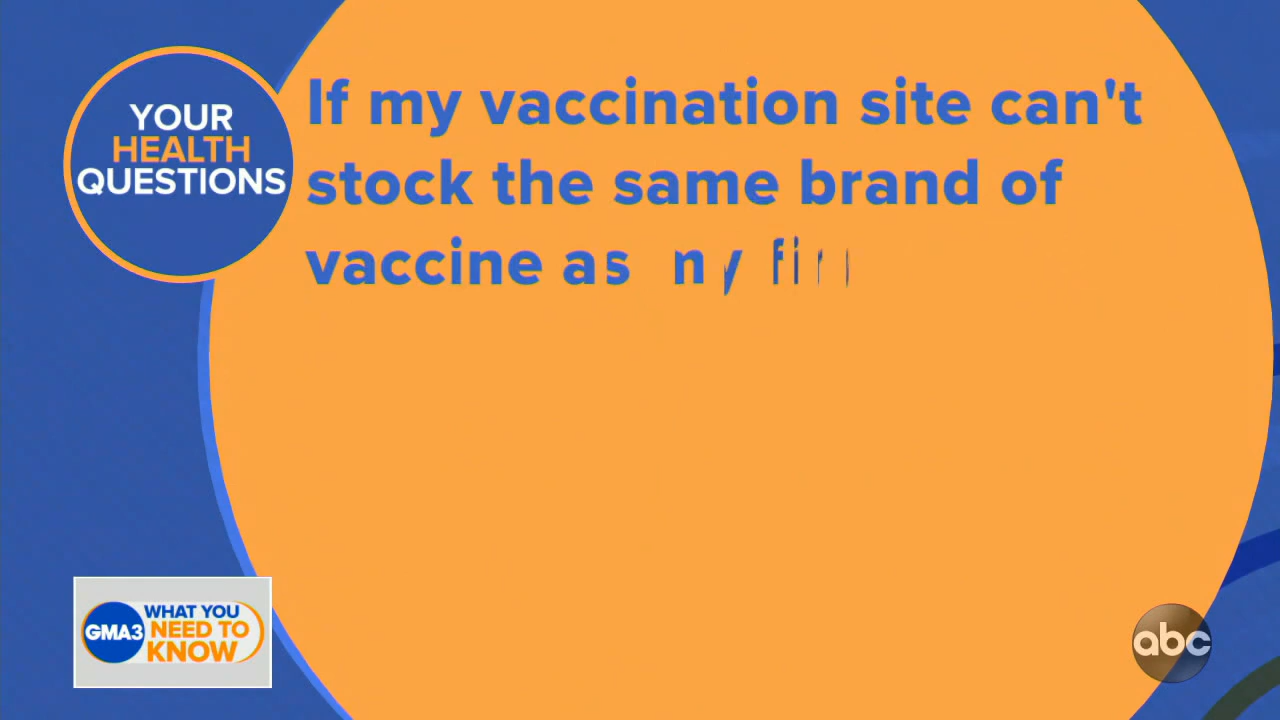 YOUR
HEALTH
QUESTIONS
If my vaccination site can't
stock the same brand of
vaccine as
GMA3
WHAT YOU
NEED TO
KNOW
abc